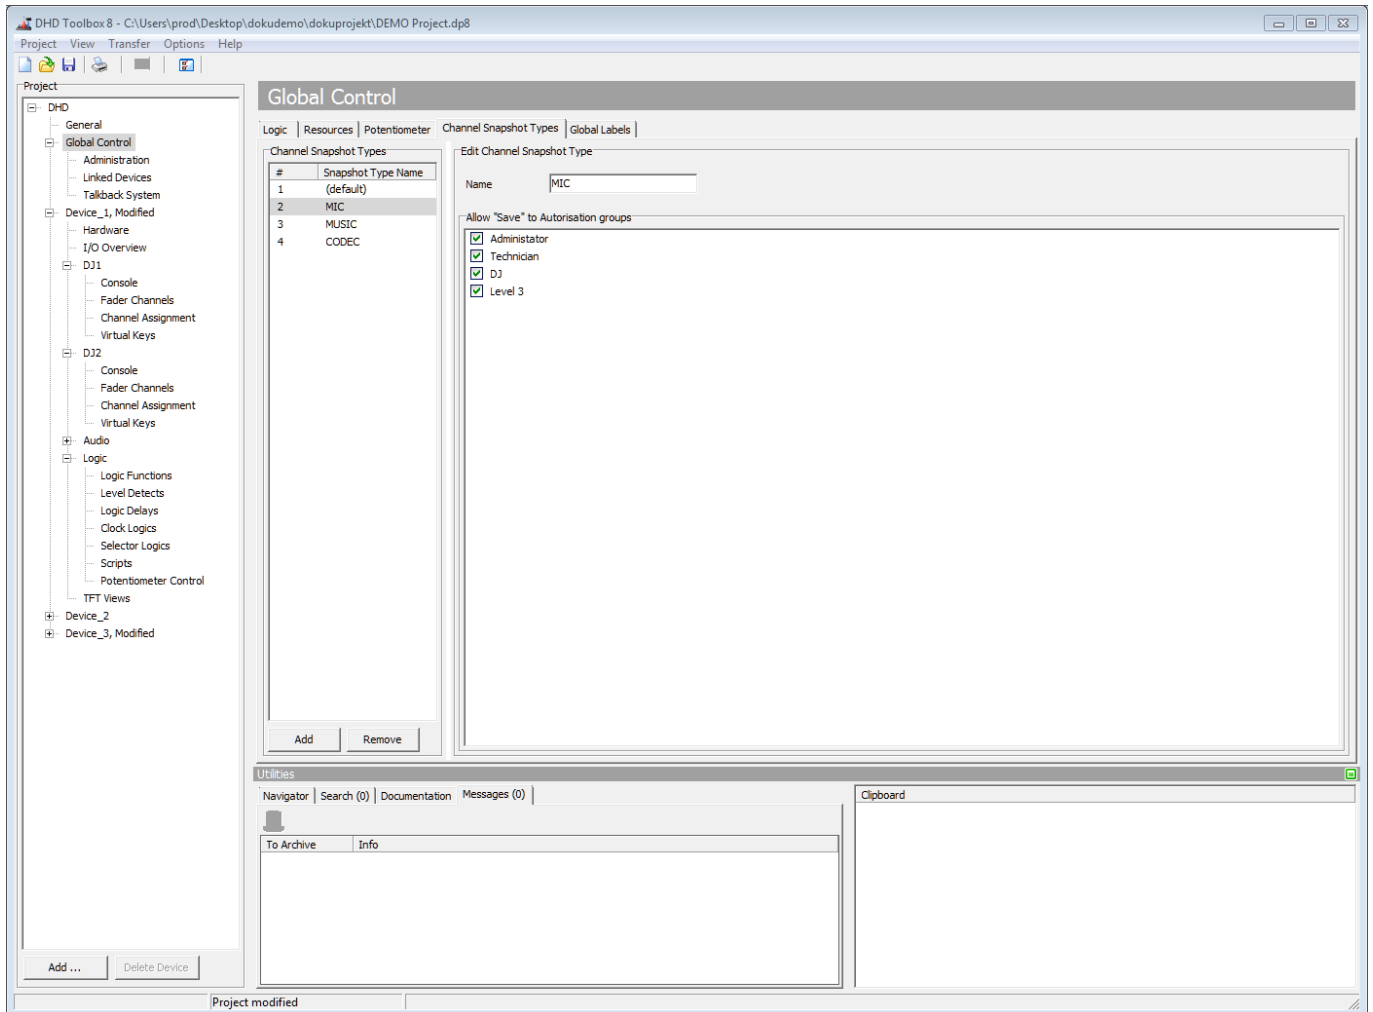 DHD Toolbox 8 - C:\Users\prod\Desktop\dokudemo\dokuprojekt\DEMO Project.dp8
Project View Transfer Options Help
Project
DHD
General
Global Control
Administration
Linked Devices
Talkback System
Device_1, Modified
Hardware
I/O Overview
DJ1
Console
Fader Channels
Channel Assignment
Virtual Keys
DJ2
Console
Fader Channels
Channel Assignment
Virtual Keys
Audio
Logic
Logic Functions
Level Detects
Logic Delays
Clock Logics
Selector Logics
Scripts
Potentiometer Control
TFT Views
Device_2
Device_3, Modified
Add ... Delete Device
Global Control
Logic Resources Potentiometer Channel Snapshot Types Global Labels
Channel Snapshot Types
# Snapshot Type Name
1 (default)
2 MIC
3 MUSIC
4 CODEC
Add Remove
Edit Channel Snapshot Type
Name MIC
Allow "Save" to Autorisation groups
Administator
Technician
DJ
Level 3
Utilities
Navigator Search (0) Documentation Messages (0)
To Archive Info
Clipboard
Project modified